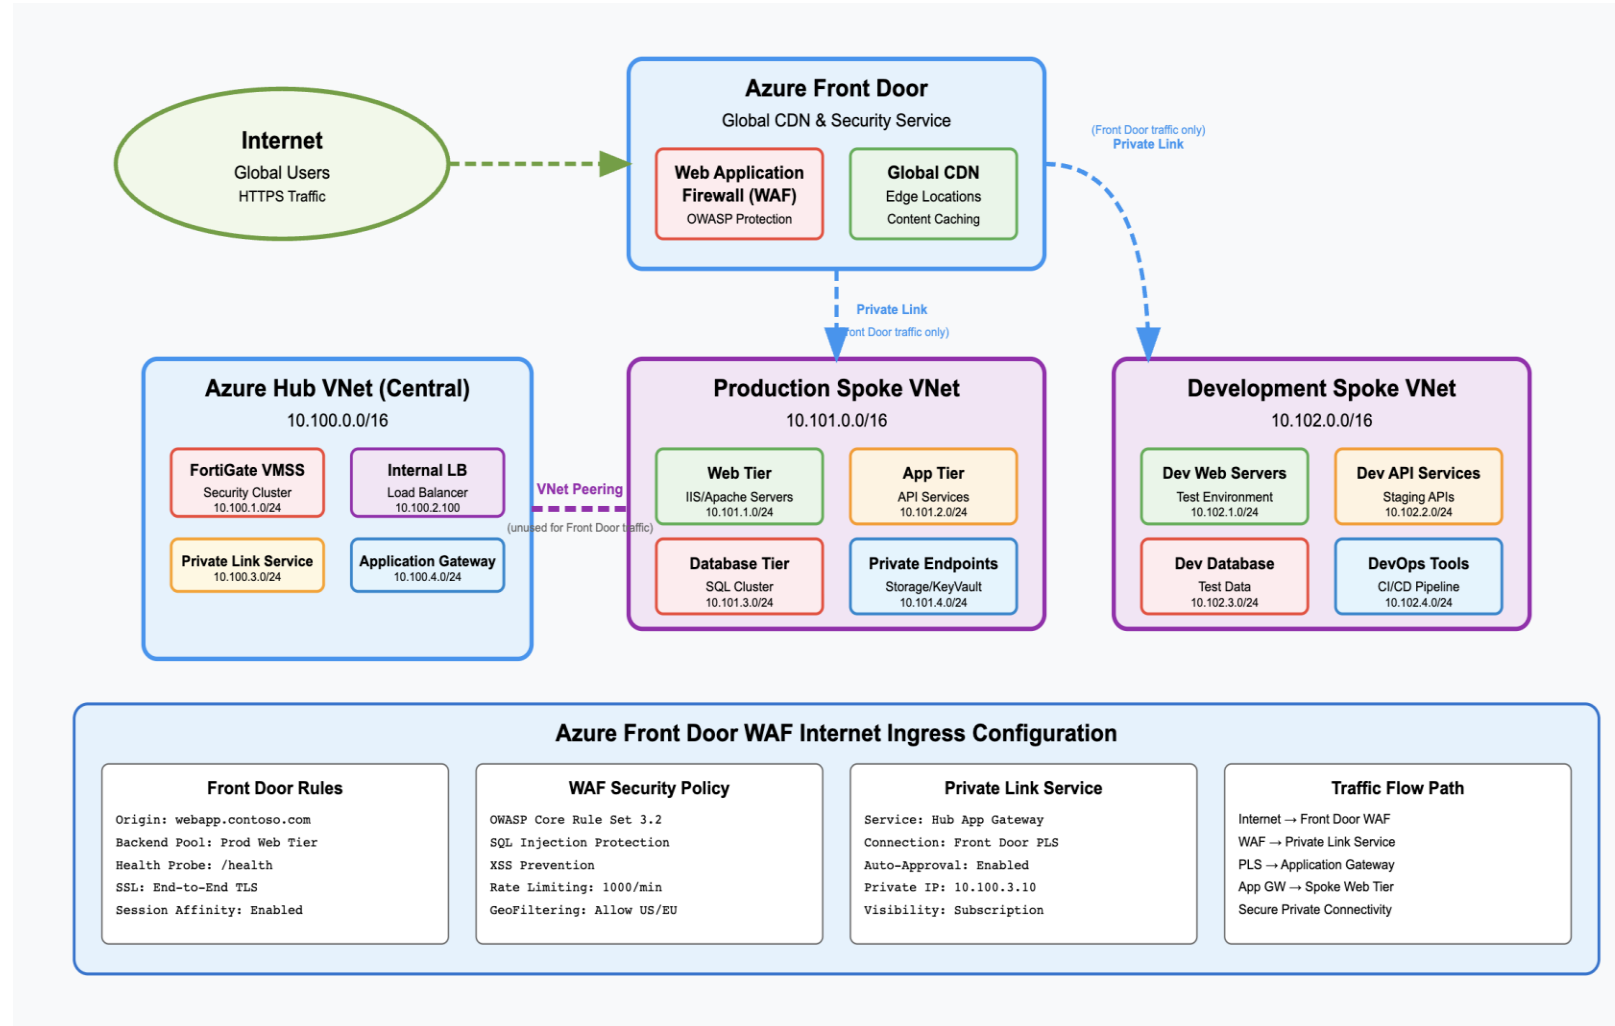 Azure Front Door
Global CDN & Security Service
Internet
Global Users
HTTPS Traffic
Web Application
Firewall (WAF)
OWASP Protection
Global CDN
Edge Locations
Content Caching
(Front Door traffic only)
Private Link
Private Link
ront Door traffic only)
Azure Hub VNet (Central)
10.100.0.0/16
FortiGate VMSS
Security Cluster
10.100.1.0/24
Internal LB
Load Balancer
10.100.2.100
Private Link Service
10.100.3.0/24
Application Gateway
10.100.4.0/24
VNet Peering
(unused for Front Door traffic)
Production Spoke VNet
10.101.0.0/16
Web Tier
IIS/Apache Servers
10.101.1.0/24
App Tier
API Services
10.101.2.0/24
Database Tier
SQL Cluster
10.101.3.0/24
Private Endpoints
Storage/KeyVault
10.101.4.0/24
Development Spoke VNet
10.102.0.0/16
Dev Web Servers
Test Environment
10.102.1.0/24
Dev API Services
Staging APIs
10.102.2.0/24
Dev Database
Test Data
10.102.3.0/24
DevOps Tools
CI/CD Pipeline
10.102.4.0/24
Azure Front Door WAF Internet Ingress Configuration
Front Door Rules
Origin: webapp.contoso.com
Backend Pool: Prod Web Tier
Health Probe: /health
SSL: End-to-End TLS
Session Affinity: Enabled
WAF Security Policy
OWASP Core Rule Set 3.2
SQL Injection Protection
XSS Prevention
Rate Limiting: 1000/min
GeoFiltering: Allow US/EU
Private Link Service
Service: Hub App Gateway
Connection: Front Door PLS
Auto-Approval: Enabled
Private IP: 10.100.3.10
Visibility: Subscription
Traffic Flow Path
Internet → Front Door WAF
WAF → Private Link Service
PLS → Application Gateway
App GW → Spoke Web Tier
Secure Private Connectivity